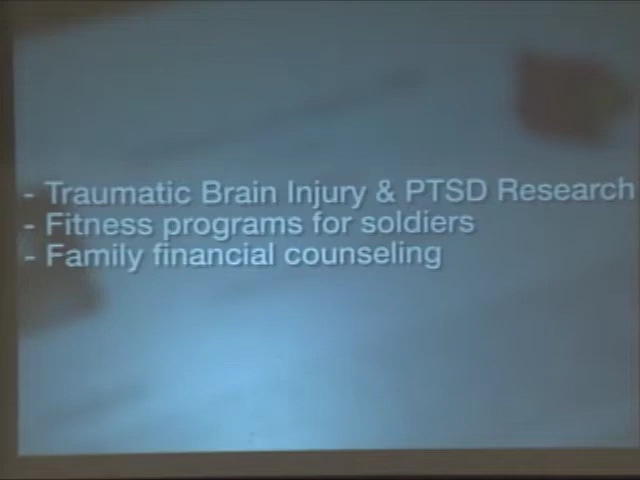 - Traumatic Brain Injury & PTSD Research
- Fitness programs for soldiers
- Family financial counseling